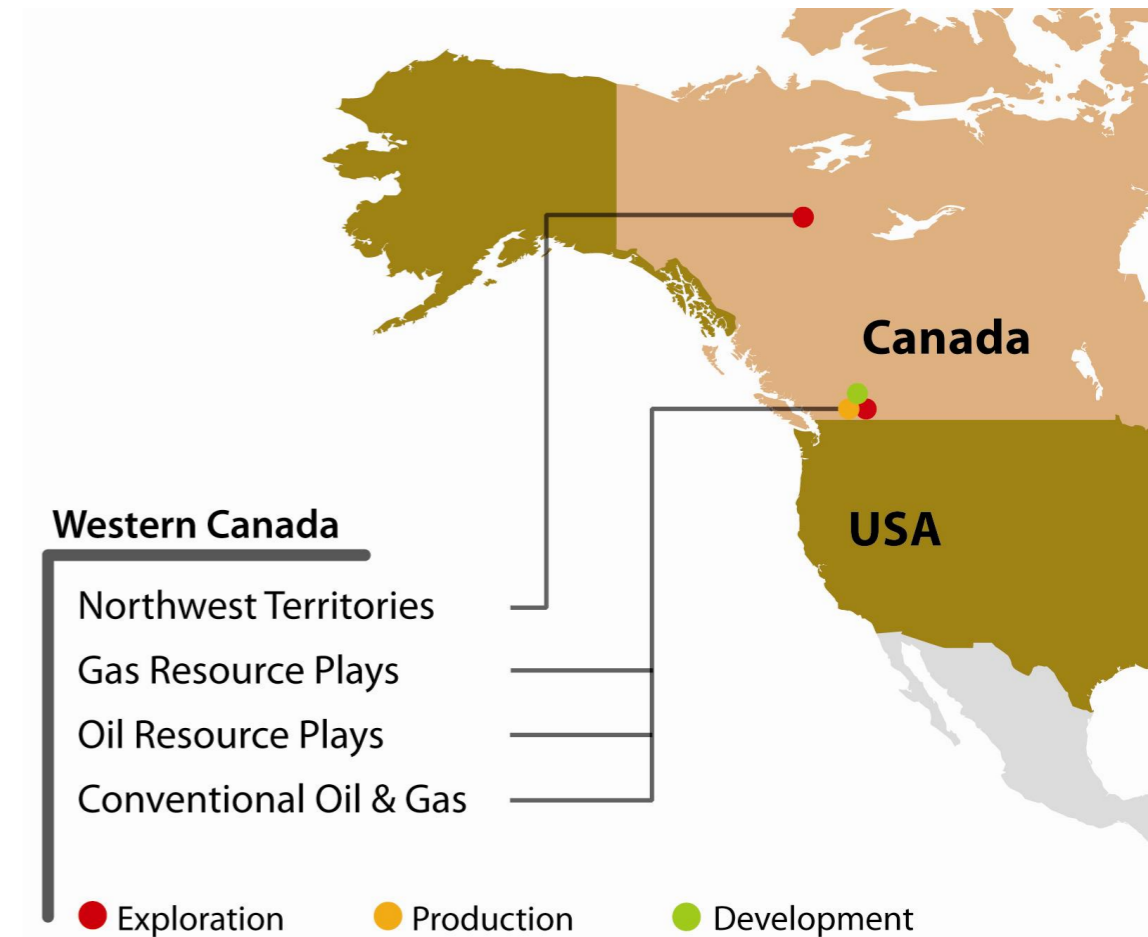 Canada
USA
Western Canada
Northwest Territories
Gas Resource Plays
Oil Resource Plays
Conventional Oil & Gas
Exploration
Production
Development